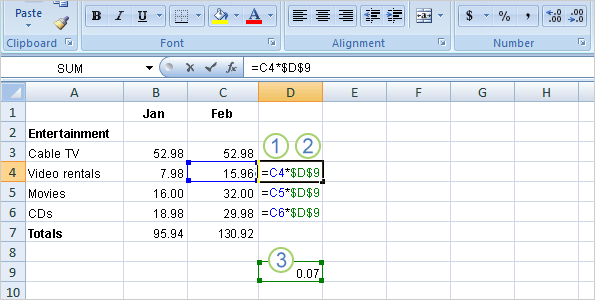 Paste
B I U A A
$ % , .0 .00 .00 .0
Clipboard Font Alignment Number
SUM fx =C4*$D$9
A B C D E F G H
1 Jan Feb
2 Entertainment 1 2
3 Cable TV 52.98 52.98
4 Video rentals 7.98 15.96 =C4*$D$9
5 Movies 16.00 32.00 =C5*$D$9
6 CDs 18.98 29.98 =C6*$D$9
7 Totals 95.94 130.92
8 3
9 0.07
10